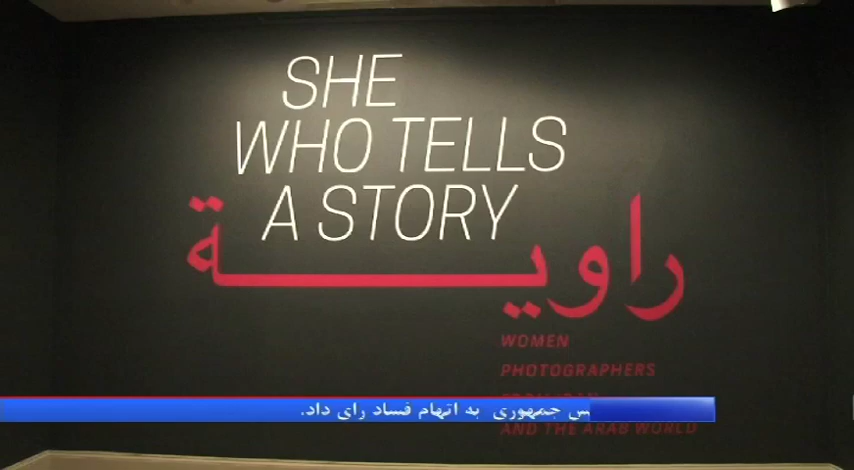 SHE
WHO TELLS
A STORY
راوية
WOMEN
PHOTOGRAPHERS
جمهوری به اتهام فساد رای داد.
AND THE ARAB WORLD